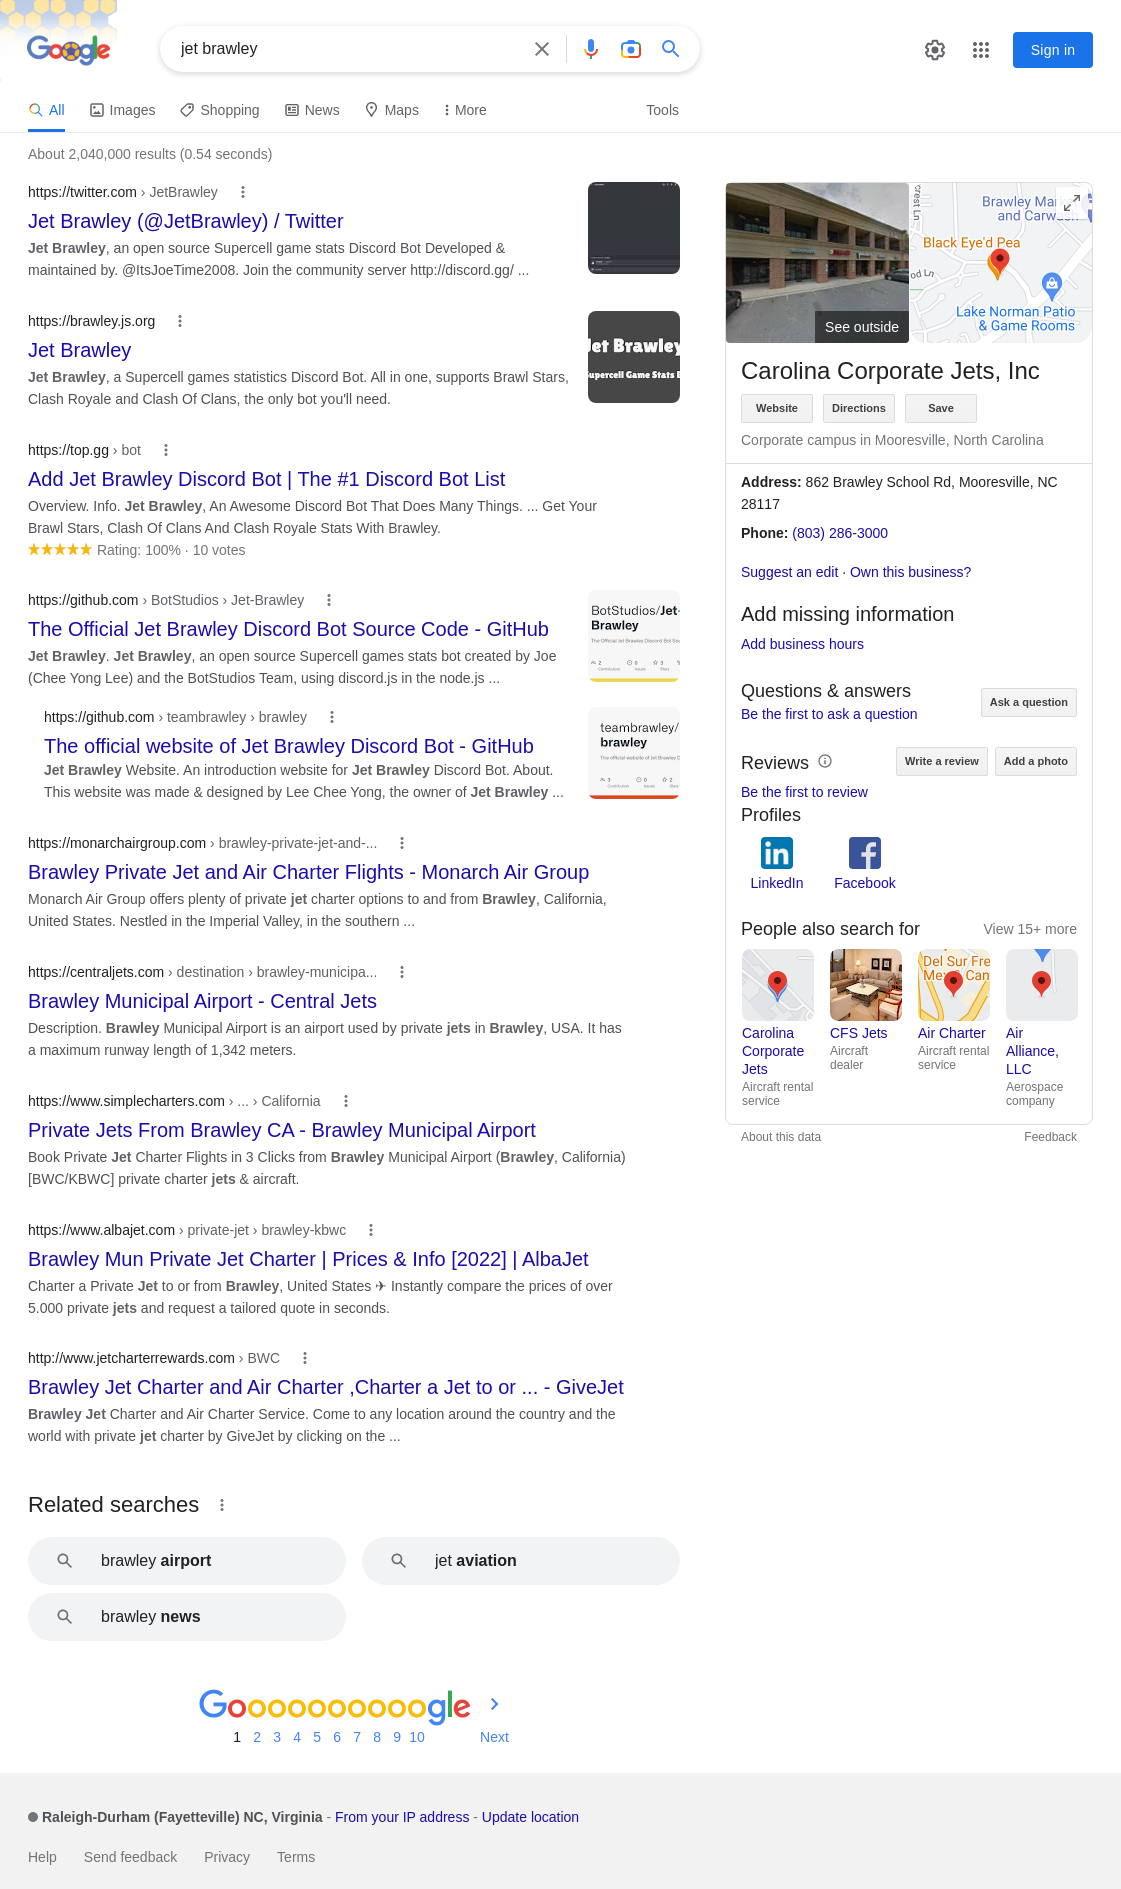 Google
jet brawley
Sign in
All
Images
Shopping
News
Maps
More
Tools
About 2,040,000 results (0.54 seconds)
https://twitter.com › JetBrawley
Jet Brawley (@JetBrawley) / Twitter
Jet Brawley, an open source Supercell game stats Discord Bot Developed &
maintained by. @ItsJoeTime2008. Join the community server http://discord.gg/ ...
https://brawley.js.org
Jet Brawley
Jet Brawley, a Supercell games statistics Discord Bot. All in one, supports Brawl Stars,
Clash Royale and Clash Of Clans, the only bot you'll need.
Jet Brawley
Supercell Game Stats
https://top.gg › bot
Add Jet Brawley Discord Bot | The #1 Discord Bot List
Overview. Info. Jet Brawley, An Awesome Discord Bot That Does Many Things. ... Get Your
Brawl Stars, Clash Of Clans And Clash Royale Stats With Brawley.
Rating: 100% · 10 votes
https://github.com › BotStudios › Jet-Brawley
The Official Jet Brawley Discord Bot Source Code - GitHub
Jet Brawley. Jet Brawley, an open source Supercell games stats bot created by Joe
(Chee Yong Lee) and the BotStudios Team, using discord.js in the node.js ...
BotStudios/Jet-
Brawley
The Official Jet Brawley Discord Bot
https://github.com › teambrawley › brawley
The official website of Jet Brawley Discord Bot - GitHub
Jet Brawley Website. An introduction website for Jet Brawley Discord Bot. About.
This website was made & designed by Lee Chee Yong, the owner of Jet Brawley ...
teambrawley/
brawley
The official website of Jet Brawley
https://monarchairgroup.com › brawley-private-jet-and-...
Brawley Private Jet and Air Charter Flights - Monarch Air Group
Monarch Air Group offers plenty of private jet charter options to and from Brawley, California,
United States. Nestled in the Imperial Valley, in the southern ...
https://centraljets.com › destination › brawley-municipa...
Brawley Municipal Airport - Central Jets
Description. Brawley Municipal Airport is an airport used by private jets in Brawley, USA. It has
a maximum runway length of 1,342 meters.
https://www.simplecharters.com › ... › California
Private Jets From Brawley CA - Brawley Municipal Airport
Book Private Jet Charter Flights in 3 Clicks from Brawley Municipal Airport (Brawley, California)
[BWC/KBWC] private charter jets & aircraft.
https://www.albajet.com › private-jet › brawley-kbwc
Brawley Mun Private Jet Charter | Prices & Info [2022] | AlbaJet
Charter a Private Jet to or from Brawley, United States ✈ Instantly compare the prices of over
5.000 private jets and request a tailored quote in seconds.
http://www.jetcharterrewards.com › BWC
Brawley Jet Charter and Air Charter ,Charter a Jet to or ... - GiveJet
Brawley Jet Charter and Air Charter Service. Come to any location around the country and the
world with private jet charter by GiveJet by clicking on the ...
Related searches
brawley airport
jet aviation
brawley news
Goooooooooogle
1 2 3 4 5 6 7 8 9 10
Next
See outside
crest Ln
Brawley Mar
and Carwash
Black Eye'd Pea
od Ln
Lake Norman Patio
& Game Rooms
Carolina Corporate Jets, Inc
Website
Directions
Save
Corporate campus in Mooresville, North Carolina
Address: 862 Brawley School Rd, Mooresville, NC
28117
Phone: (803) 286-3000
Suggest an edit · Own this business?
Add missing information
Add business hours
Questions & answers
Be the first to ask a question
Ask a question
Reviews
Write a review
Add a photo
Be the first to review
Profiles
LinkedIn
Facebook
People also search for
View 15+ more
Del Sur Fre
Mex & Can
Carolina
Corporate
Jets
Aircraft rental
service
CFS Jets
Aircraft
dealer
Air Charter
Aircraft rental
service
Air
Alliance,
LLC
Aerospace
company
About this data
Feedback
Raleigh-Durham (Fayetteville) NC, Virginia - From your IP address - Update location
Help
Send feedback
Privacy
Terms